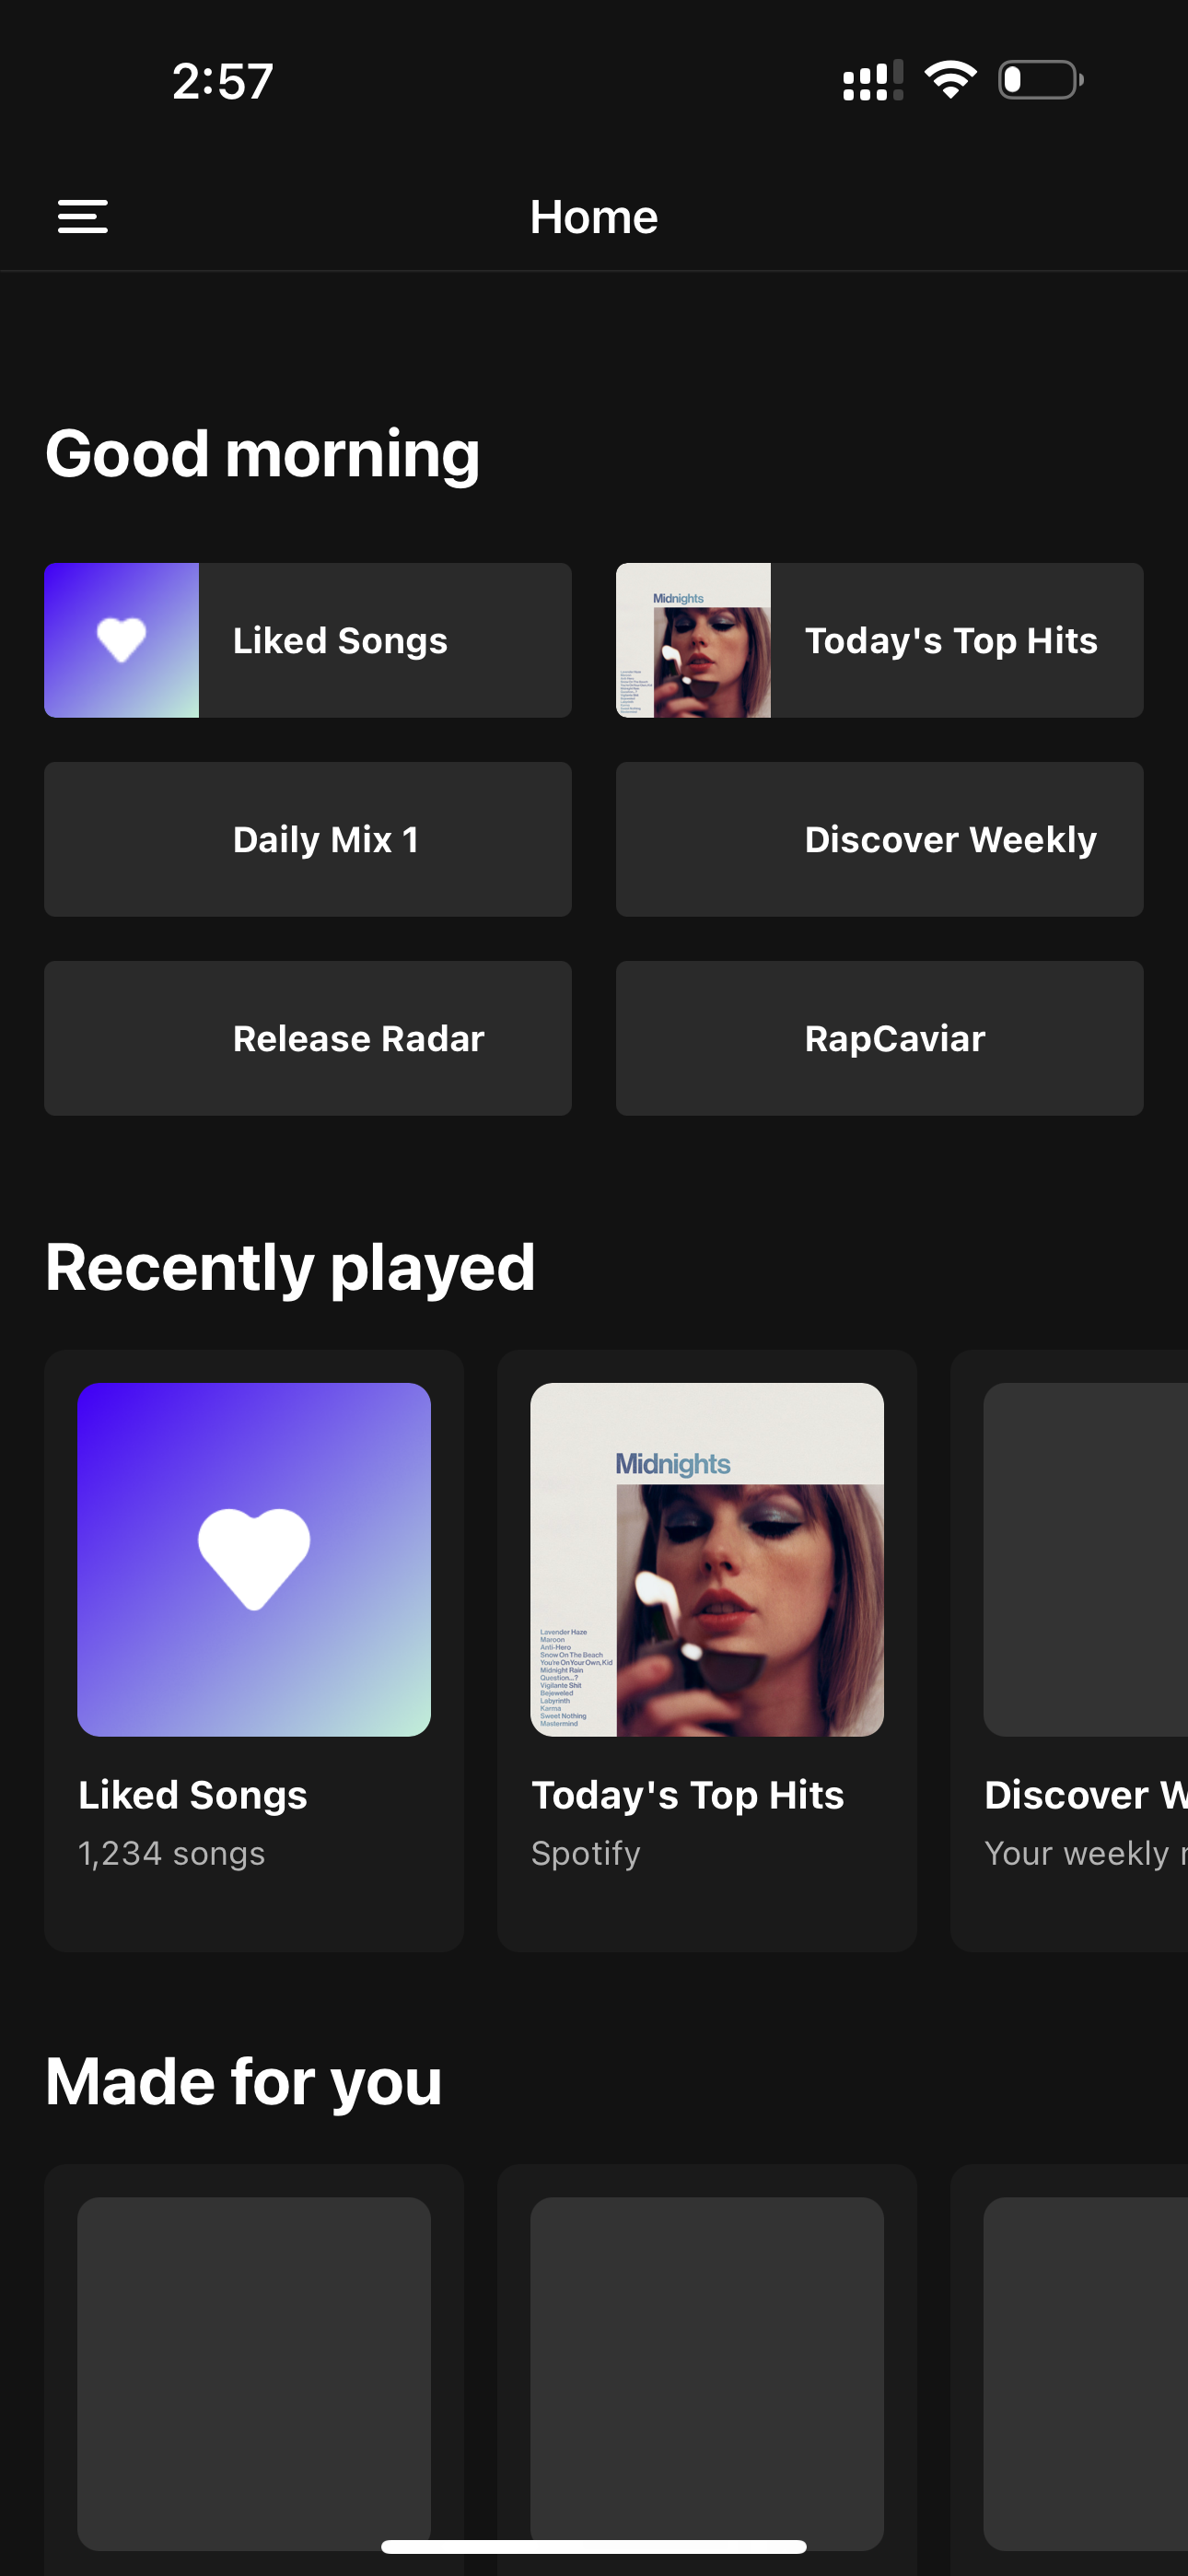 2:57
Home
Good morning
Liked Songs
Midnights
Today's Top Hits
Daily Mix 1
Discover Weekly
Release Radar
RapCaviar
Recently played
Midnights
Lavender Haze
Maroon
Anti-Hero
Snow On The Beach
You're On Your Own, Kid
Midnight Rain
Question...?
Vigilante Shit
Bejeweled
Labyrinth
Karma
Sweet Nothing
Mastermind
Liked Songs
1,234 songs
Today's Top Hits
Spotify
Discover W
Your weekly
Made for you